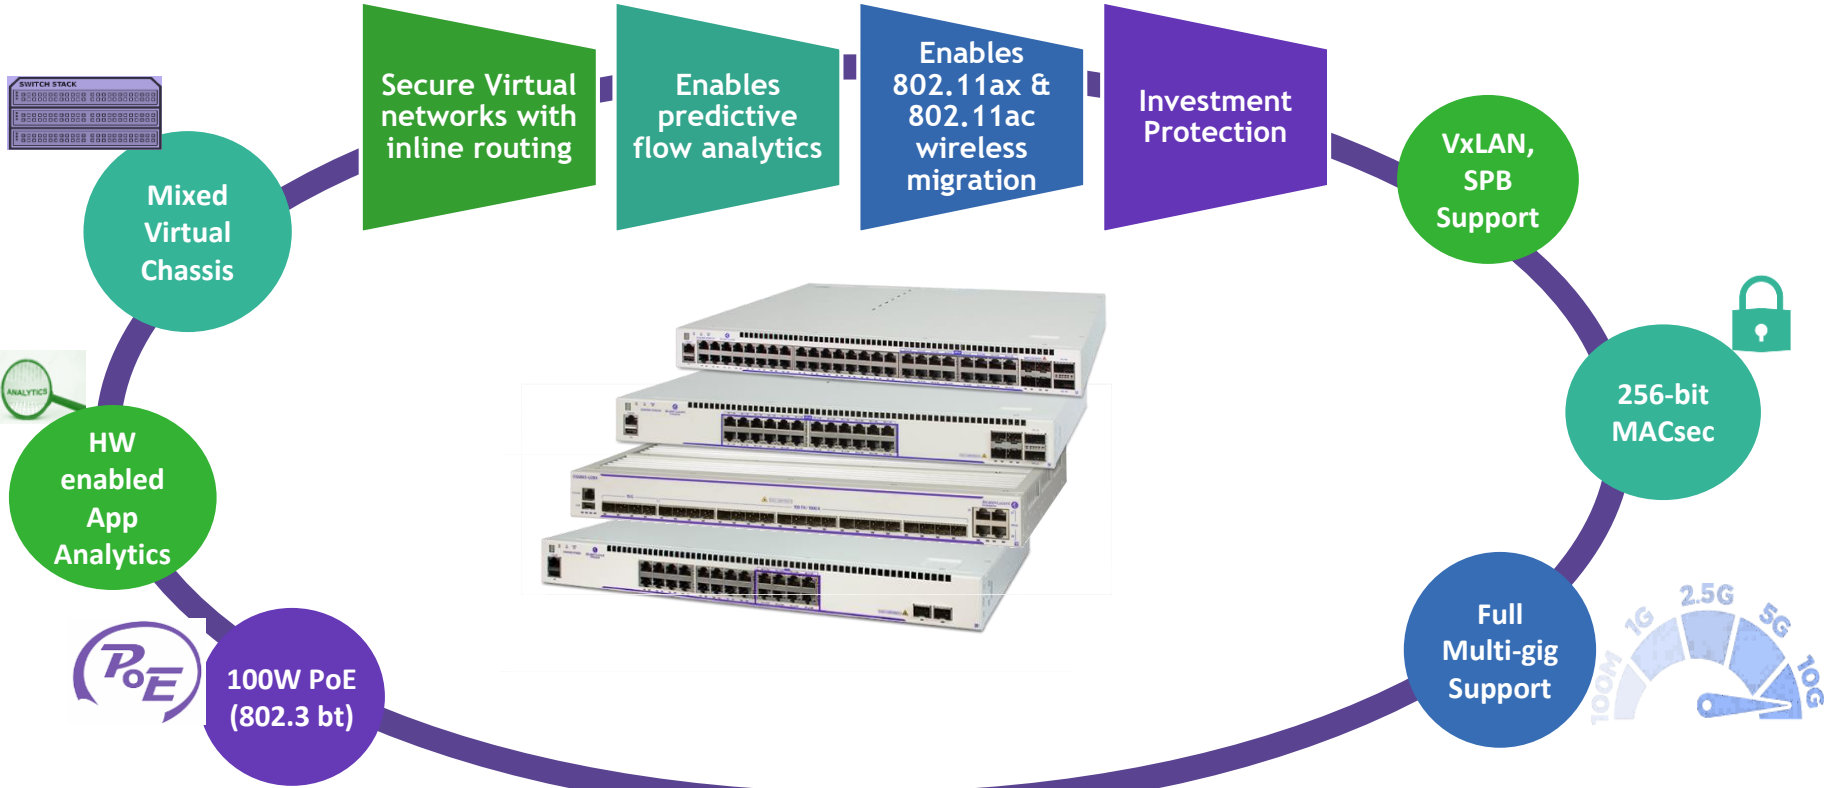 SWITCH STACK
Mixed
Virtual
Chassis
Secure Virtual
networks with
inline routing
Enables
predictive
flow analytics
Enables
802.11ax &
802.11ac
wireless
migration
Investment
Protection
VxLAN,
SPB
Support
256-bit
MACsec
ANALYTICS
HW
enabled
App
Analytics
PoE
100W PoE
(802.3 bt)
Full
Multi-gig
Support
100M
1G
2.5G
5G
10G